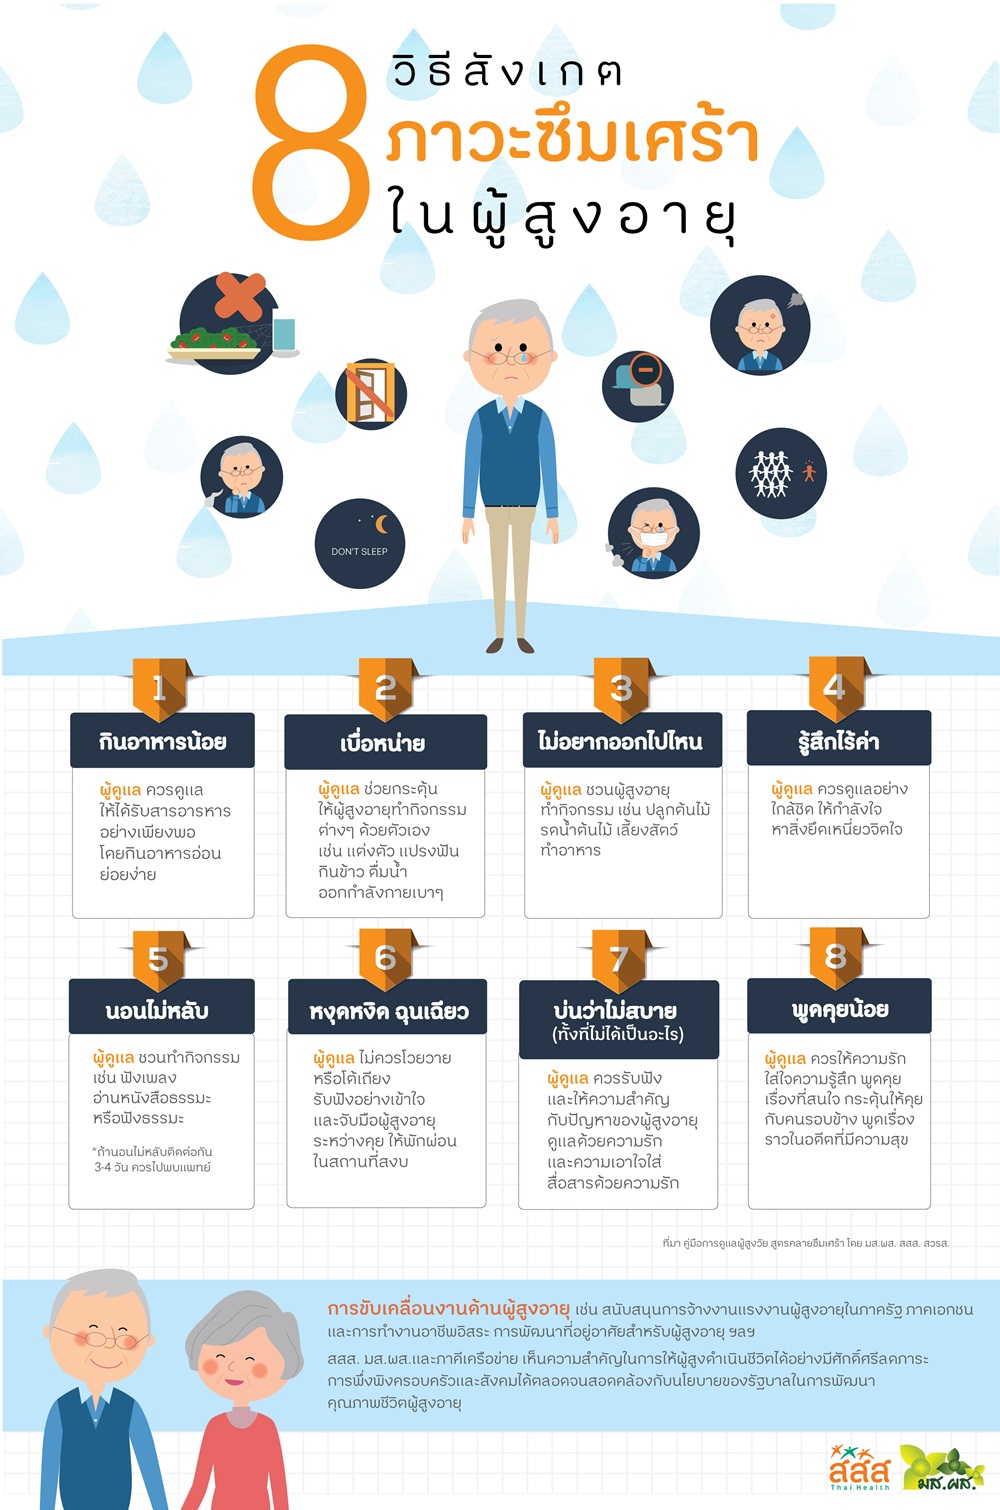 8
วิธีสังเกต
ภาวะซึมเศร้า
ในผู้สูงอายุ
DON'T SLEEP
1
กินอาหารน้อย
ผู้ดูแล ควรดูแล
ให้ได้รับสารอารหาร
อย่างเพียงพอ
โดยกินอาหารอ่อน
ย่อยง่าย
2
เบื่อหน่าย
ผู้ดูแล ช่วยกระตุ้น
ให้ผู้สูงอายุทำกิจกรรม
ต่างๆ ด้วยตัวเอง
เช่น แต่งตัว แปรงฟัน
กินข้าว ดื่มน้ำ
ออกกำลังกายเบาๆ
3
ไม่อยากออกไปไหน
ผู้ดูแล ชวนผู้สูงอายุ
ทำกิจกรรม เช่น ปลูกต้นไม้
รดน้ำต้นไม้ เลี้ยงสัตว์
ทำอาหาร
4
รู้สึกไร้ค่า
ผู้ดูแล ควรดูแลอย่าง
ใกล้ชิด ให้กำลังใจ
หาสิ่งยึดเหนี่ยวจิตใจ
5
นอนไม่หลับ
ผู้ดูแล ชวนทำกิจกรรม
เช่น ฟังเพลง
อ่านหนังสือธรรมะ
หรือฟังธรรมะ
*ถ้านอนไม่หลับติดต่อกัน
3-4 วัน ควรไปพบแพทย์
6
หงุดหงิด ฉุนเฉียว
ผู้ดูแล ไม่ควรโวยวาย
หรือโต้เถียง
รับฟังอย่างเข้าใจ
และจับมือผู้สูงอายุ
ระหว่างคุย ให้พักผ่อน
ในสถานที่สงบ
7
บ่นว่าไม่สบาย
(ทั้งที่ไม่ได้เป็นอะไร)
ผู้ดูแล ควรรับฟัง
และให้ความสำคัญ
กับปัญหาของผู้สูงอายุ
ดูแลด้วยความรัก
และความเอาใจใส่
สื่อสารด้วยความรัก
8
พูดคุยน้อย
ผู้ดูแล ควรให้ความรัก
ใส่ใจความรู้สึก พูดคุย
เรื่องที่สนใจ กระตุ้นให้คุย
กับคนรอบข้าง พูดเรื่อง
ราวในอดีตที่มีความสุข
ที่มา คู่มือการดูแลผู้สูงวัย สูตรคลายซึมเศร้า โดย มส.ผส. สสส. สวรส.
การขับเคลื่อนงานด้านผู้สูงอายุ เช่น สนับสนุนการจ้างงานแรงงานผู้สูงอายุในภาครัฐ ภาคเอกชน
และการทำงานอาชีพอิสระ การพัฒนาที่อยู่อาศัยสำหรับผู้สูงอายุ ฯลฯ
สสส. มส.ผส.และภาคีเครือข่าย เห็นความสำคัญในการให้ผู้สูงดำเนินชีวิตได้อย่างมีศักดิ์ศรีลดภาระ
การพึ่งพิงครอบครัวและสังคมได้ตลอดจนสอดคล้องกับนโยบายของรัฐบาลในการพัฒนา
คุณภาพชีวิตผู้สูงอายุ
สสส
Thai Health
มส.ผส.